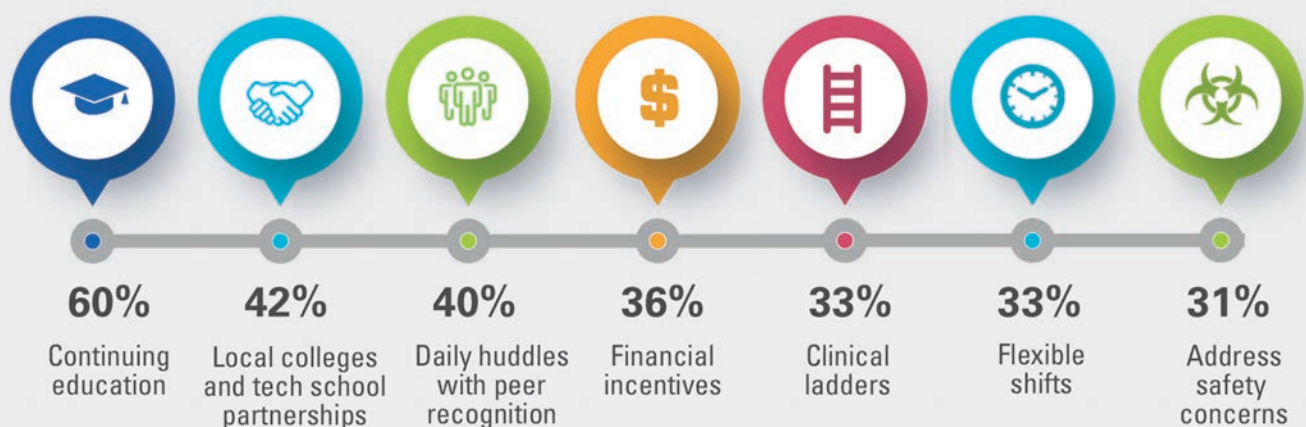 $
60%
Continuing
education
42%
Local colleges
and tech school
partnerships
40%
Daily huddles
with peer
recognition
36%
Financial
incentives
33%
Clinical
ladders
33%
Flexible
shifts
31%
Address
safety
concerns